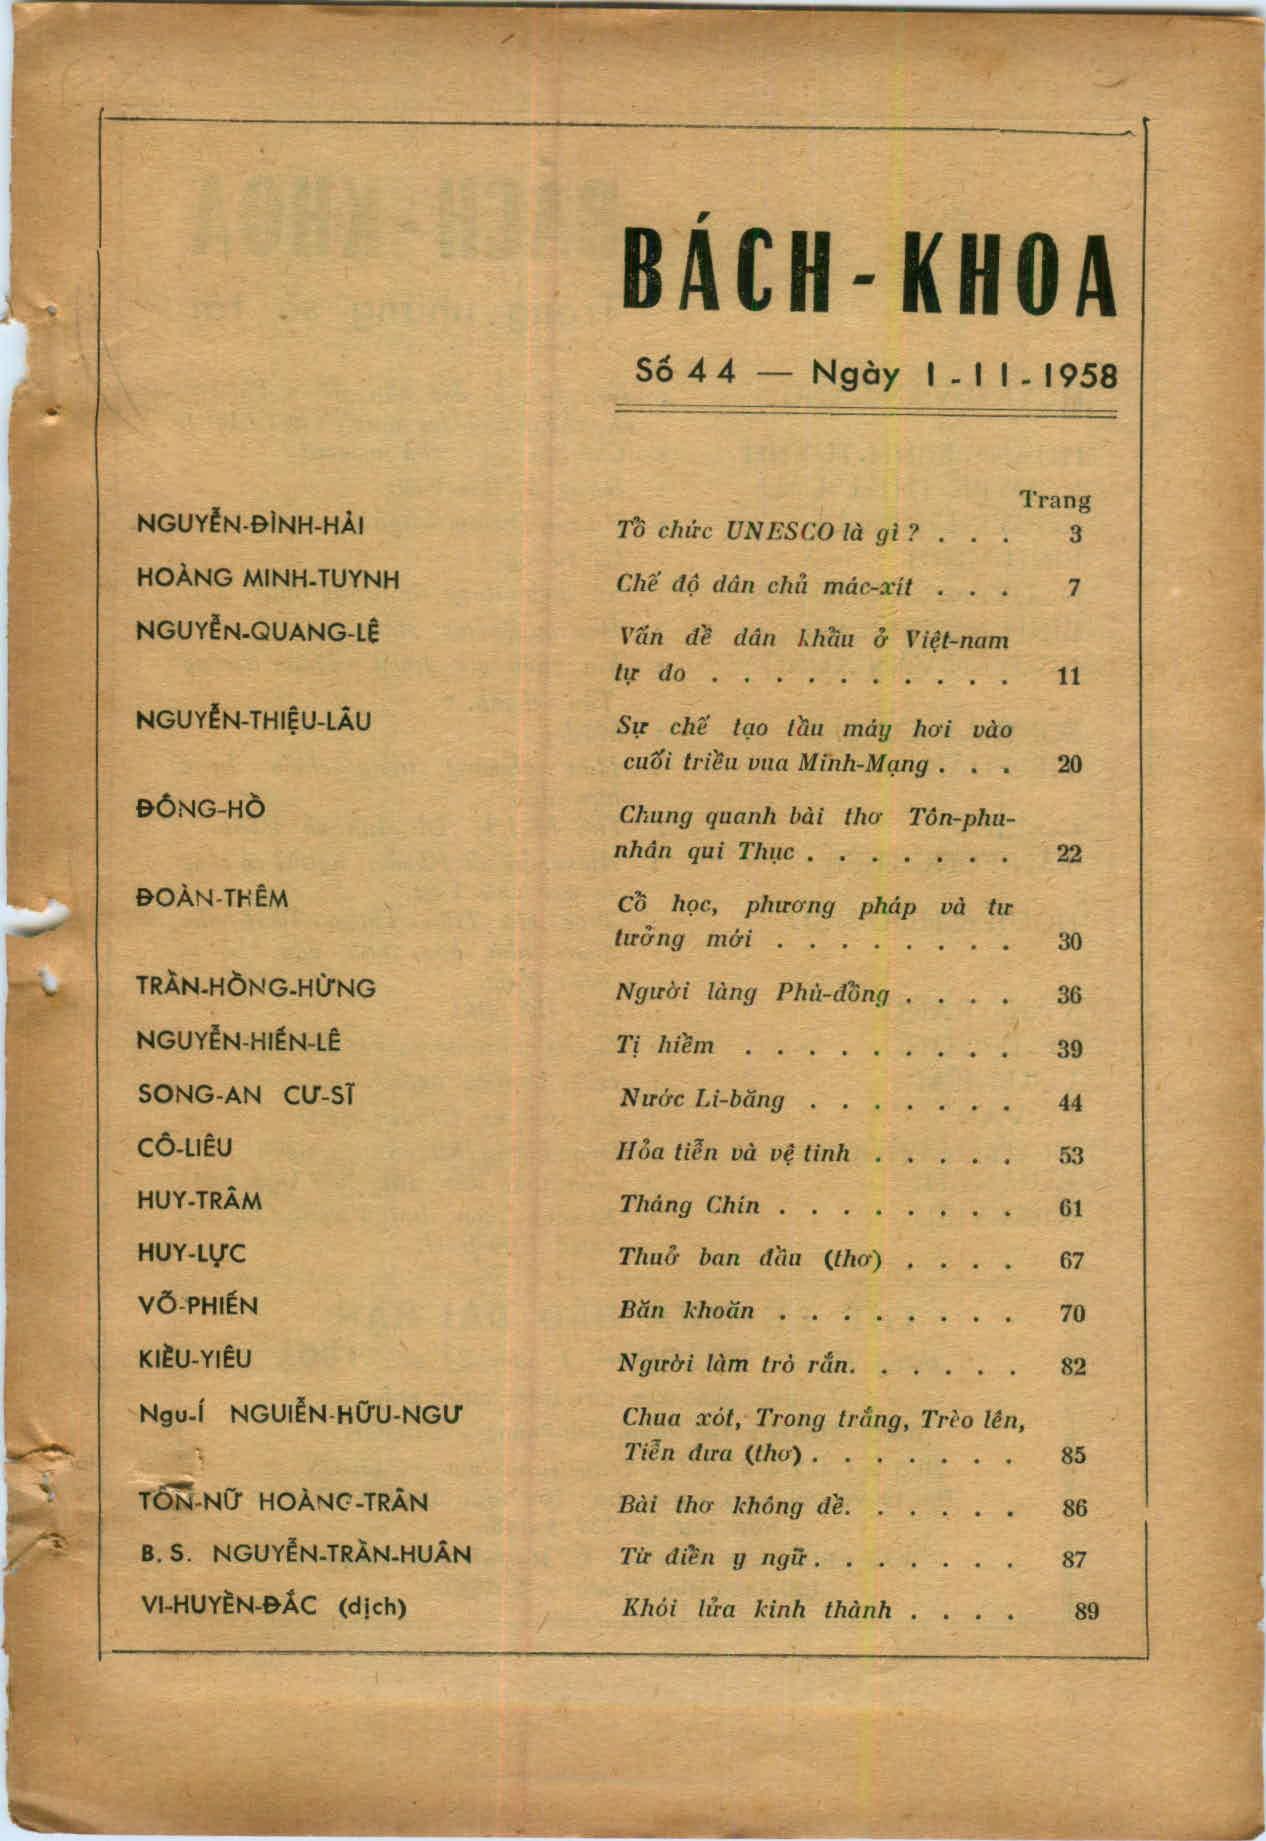 BÁCH - KHOA
Số 44 — Ngày 1-11-1958
Trang
NGUYỄN-ĐÌNH-HẢI Tổ chức UNESCO là gì ? . . . 3
HOÀNG MINH-TUYNH Chế độ dân chủ mác-xít . . . 7
NGUYỄN-QUANG-LỆ Vấn đề dân khẩu ở Việt-nam
tự do . . . . . . . . . . 11
NGUYỄN-THIỆU-LÂU Sự chế tạo tầu máy hơi vào
cuối triều vua Minh-Mạng . . . 20
ĐÔNG-HỒ Chung quanh bài thơ Tôn-phu-
nhân qui Thục . . . . . . . 22
ĐOÀN-THÊM Cổ học, phương pháp và tư
tưởng mới . . . . . . . . 30
TRẦN-HỒNG-HỪNG Người làng Phù-đồng . . . . 36
NGUYỄN-HIẾN-LÊ Tị hiềm . . . . . . . . . 39
SONG-AN CƯ-SĨ Nước Li-băng . . . . . . . 44
CÔ-LIÊU Hỏa tiễn và vệ tinh . . . . . 53
HUY-TRÂM Tháng Chín . . . . . . . . 61
HUY-LỰC Thuở ban đầu (thơ) . . . . 67
VÕ-PHIẾN Băn khoăn . . . . . . . . 70
KIỀU-YIÊU Người làm trò rắn. . . . . . 82
Ngu-Í NGUIỄN-HỮU-NGƯ Chua xót, Trong trắng, Trèo lên,
Tiễn đưa (thơ) . . . . . . . 85
TÔN-NỮ HOÀNG-TRÂN Bài thơ không đề. . . . . . 86
B. S. NGUYỄN-TRẦN-HUÂN Từ điển y ngữ . . . . . . . 87
VI-HUYỀN-ĐẮC (dịch) Khói lửa kinh thành . . . . 89